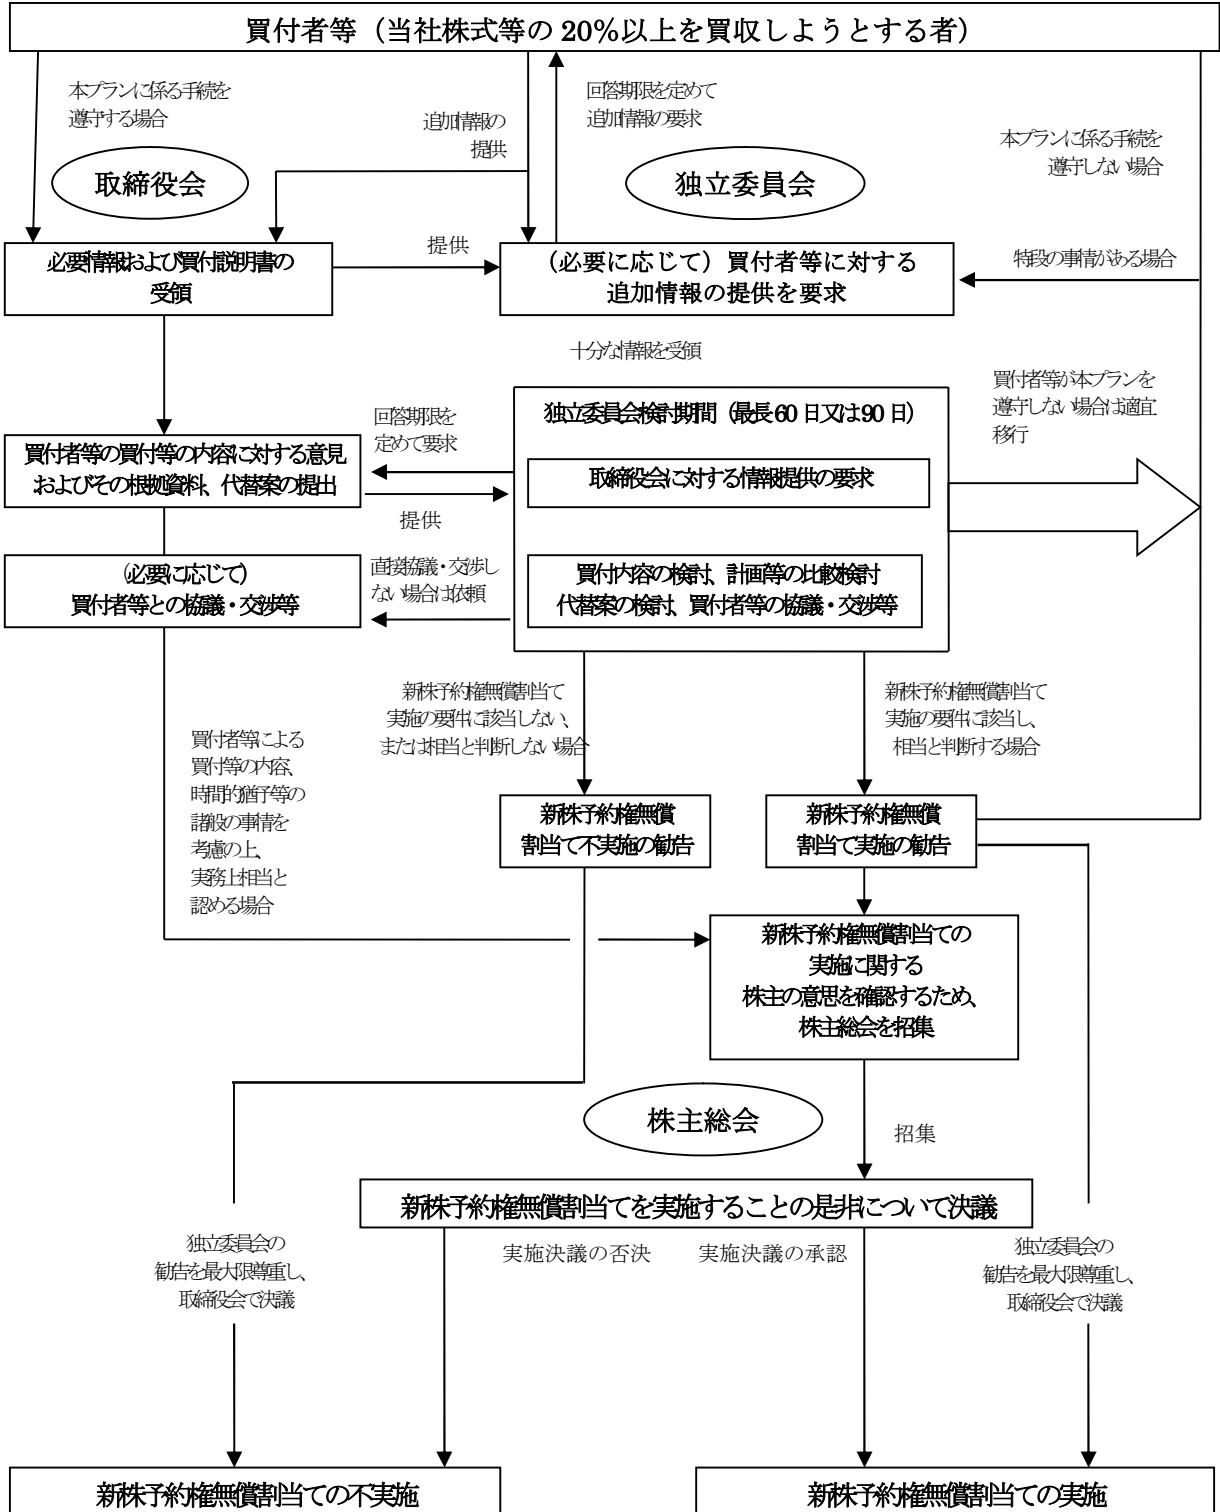 買付者等（当社株式等の 20％以上を買収しようとする者）
本プランに係る手続を
遵守する場合
追加情報の
提供
回答期限を定めて
追加情報の要求
本プランに係る手続を
遵守しない場合
取締役会
独立委員会
必要情報および買付説明書の
受領
提供
（必要に応じて）買付者等に対する
追加情報の提供を要求
特段の事情がある場合
十分な情報を受領
買付者等が本プランを
遵守しない場合は適宜
移行
独立委員会検討期間（最長 60 日又は 90 日）
回答期限を
定めて要求
買付者等の買付等の内容に対する意見
およびその根拠資料、代替案の提出
取締役会に対する情報提供の要求
提供
（必要に応じて）
買付者等との協議・交渉等
直接協議・交渉し
ない場合は依頼
買付内容の検討、計画等の比較検討
代替案の検討、買付者等の協議・交渉等
新株予約権無償割当て
実施の要件に該当しない、
または相当と判断しない場合
新株予約権無償割当て
実施の要件に該当し、
相当と判断する場合
買付者等による
買付等の内容、
時間的猶予等の
諸般の事情を
考慮の上、
実務上相当と
認める場合
新株予約権無償
割当て不実施の勧告
新株予約権無償
割当て実施の勧告
新株予約権無償割当ての
実施に関する
株主の意思を確認するため、
株主総会を招集
株主総会
招集
新株予約権無償割当てを実施することの是非について決議
独立委員会の
勧告を最大限尊重し、
取締役会で決議
実施決議の否決
実施決議の承認
独立委員会の
勧告を最大限尊重し、
取締役会で決議
新株予約権無償割当ての不実施
新株予約権無償割当ての実施